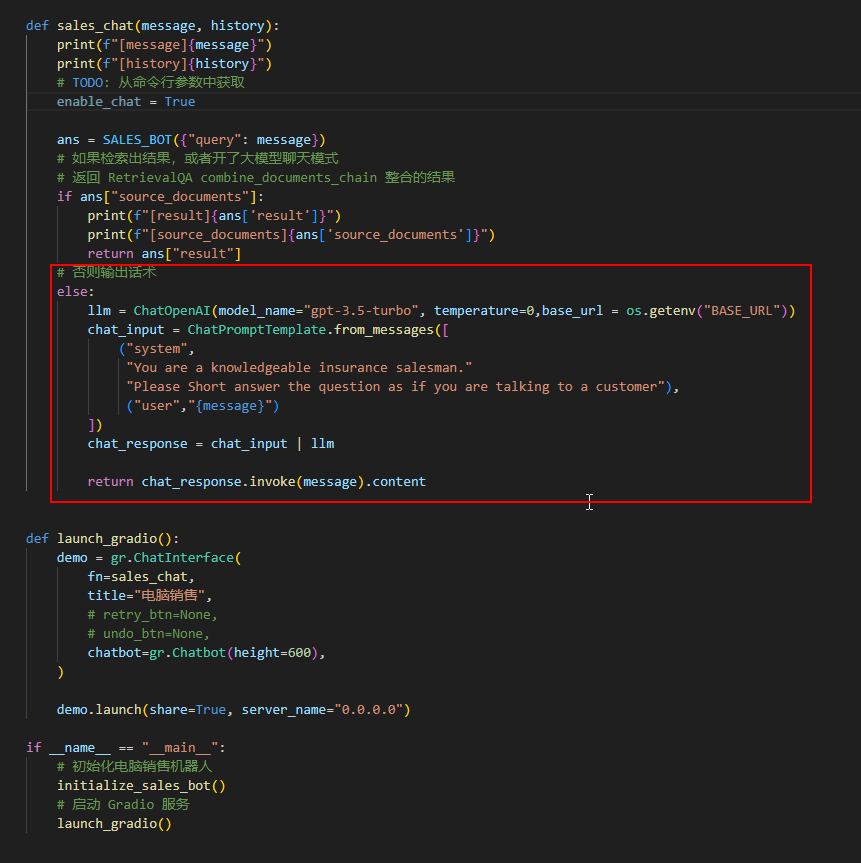 def sales_chat(message, history):
    print(f"[message]{message}")
    print(f"[history]{history}")
    # TODO: 从命令行参数中获取
    enable_chat = True

    ans = SALES_BOT({"query": message})
    # 如果检索出结果，或者开了大模型聊天模式
    # 返回 RetrievalQA combine_documents_chain 整合的结果
    if ans["source_documents"]:
        print(f"[result]{ans['result']}")
        print(f"[source_documents]{ans['source_documents']}")
        return ans["result"]
    # 否则输出话术
    else:
        llm = ChatOpenAI(model_name="gpt-3.5-turbo", temperature=0,base_url = os.getenv("BASE_URL"))
        chat_input = ChatPromptTemplate.from_messages([
            ("system",
             "You are a knowledgeable insurance salesman."
             "Please Short answer the question as if you are talking to a customer"),
             ("user","{message}")
        ])
        chat_response = chat_input | llm

        return chat_response.invoke(message).content


def launch_gradio():
    demo = gr.ChatInterface(
        fn=sales_chat,
        title="电脑销售",
        # retry_btn=None,
        # undo_btn=None,
        chatbot=gr.Chatbot(height=600),
    )

    demo.launch(share=True, server_name="0.0.0.0")

if __name__ == "__main__":
    # 初始化电脑销售机器人
    initialize_sales_bot()
    # 启动 Gradio 服务
    launch_gradio()